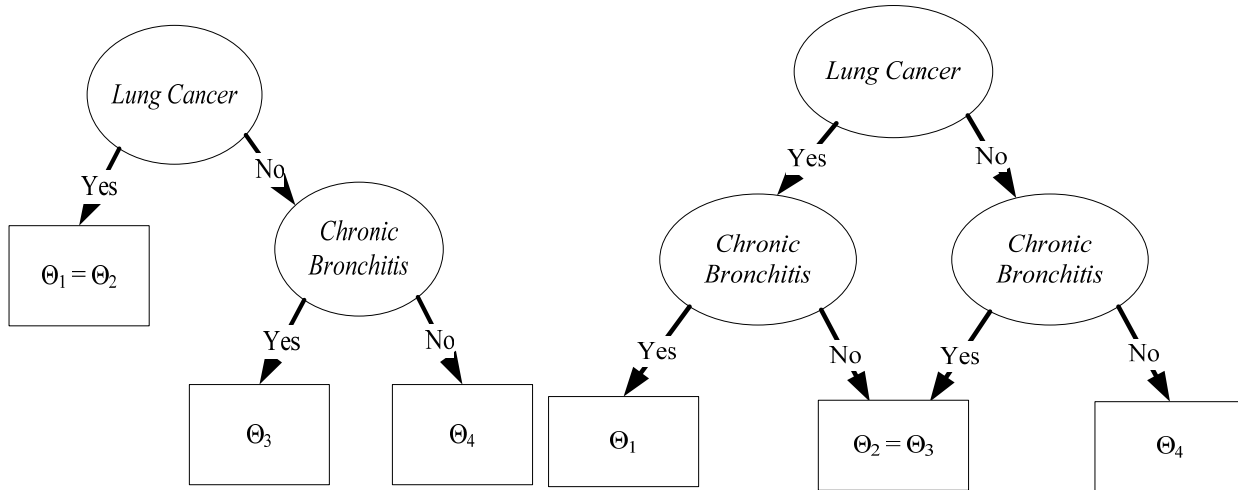 Lung Cancer
Yes
No
Θ1 = Θ2
Chronic
Bronchitis
Yes
No
Θ3
Θ4
Lung Cancer
Yes
No
Chronic
Bronchitis
Chronic
Bronchitis
Yes
No
Yes
No
Θ1
Θ2 = Θ3
Θ4